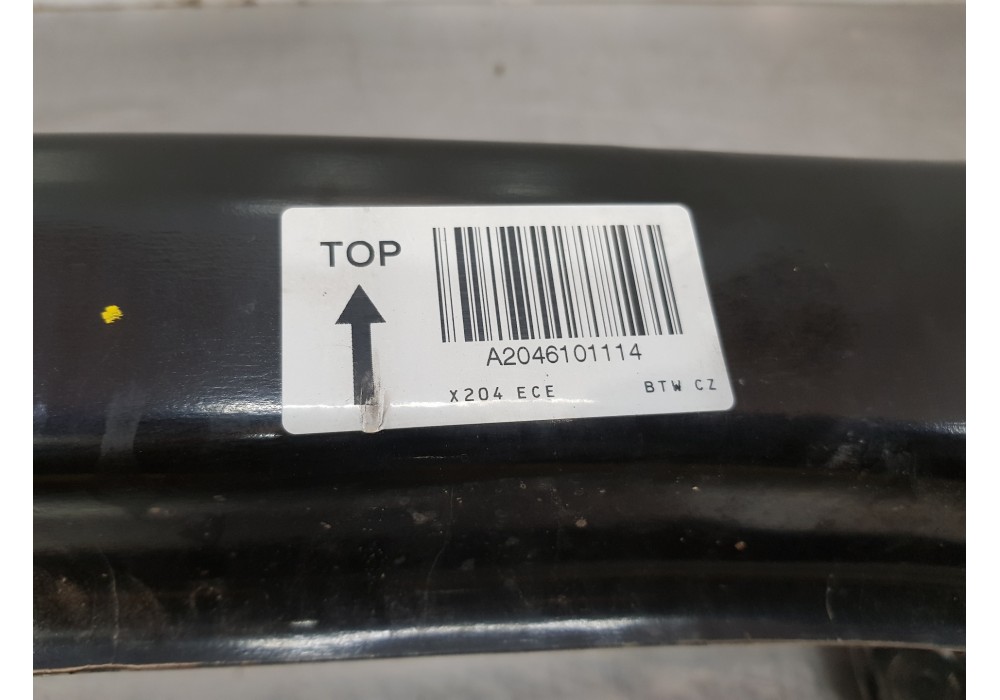 TOP
A2046101114
X204 ECE
BTW CZ